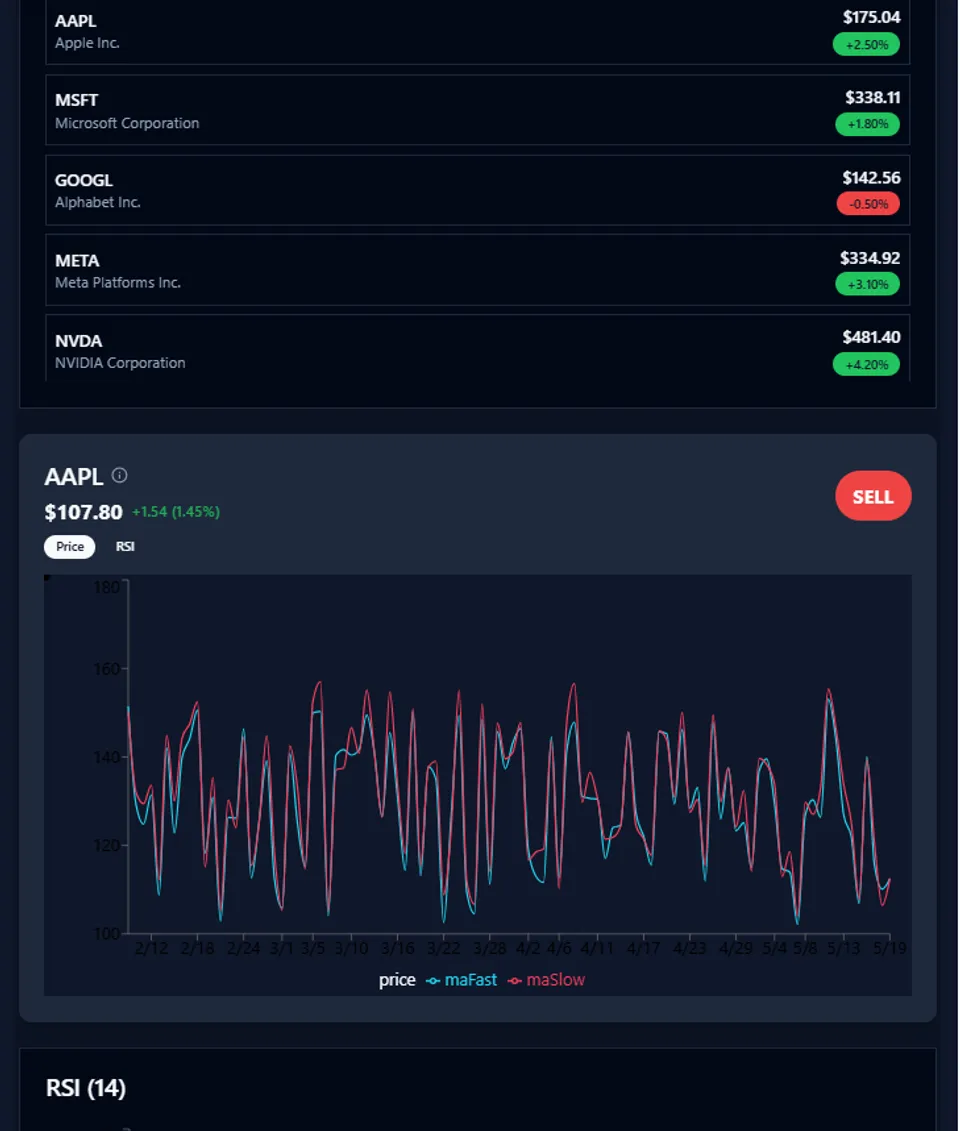 AAPL
$175.04
Apple Inc.
+2.50%
MSFT
$338.11
Microsoft Corporation
+1.80%
GOOGL
$142.56
Alphabet Inc.
-0.50%
META
$334.92
Meta Platforms Inc.
+3.10%
NVDA
$481.40
NVIDIA Corporation
+4.20%
AAPL
SELL
$107.80 +1.54 (1.45%)
Price RSI
180
160
140
120
100
2/12 2/18 2/24 3/1 3/5 3/10 3/16 3/22 3/28 4/2 4/6 4/11 4/17 4/23 4/29 5/4 5/8 5/13 5/19
price maFast maSlow
RSI (14)